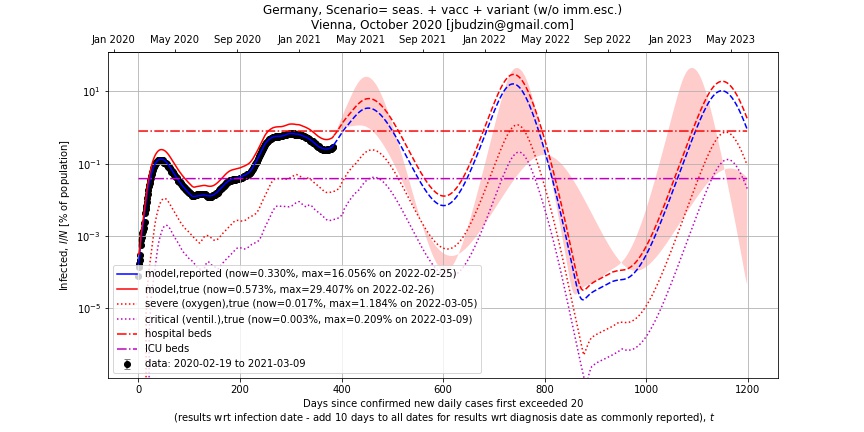 Germany, Scenario= seas. + vacc + variant (w/o imm.esc.)
Vienna, October 2020 [jbudzin@gmail.com]
Jan 2020 May 2020 Sep 2020 Jan 2021 May 2021 Sep 2021 Jan 2022 May 2022 Sep 2022 Jan 2023 May 2023
Infected, I/N [% of population]
10¹
10⁻¹
10⁻³
10⁻⁵
model,reported (now=0.330%, max=16.056% on 2022-02-25)
model,true (now=0.573%, max=29.407% on 2022-02-26)
severe (oxygen),true (now=0.017%, max=1.184% on 2022-03-05)
critical (ventil.),true (now=0.003%, max=0.209% on 2022-03-09)
hospital beds
ICU beds
data: 2020-02-19 to 2021-03-09
0 200 400 600 800 1000 1200
Days since confirmed new daily cases first exceeded 20
(results wrt infection date - add 10 days to all dates for results wrt diagnosis date as commonly reported), t